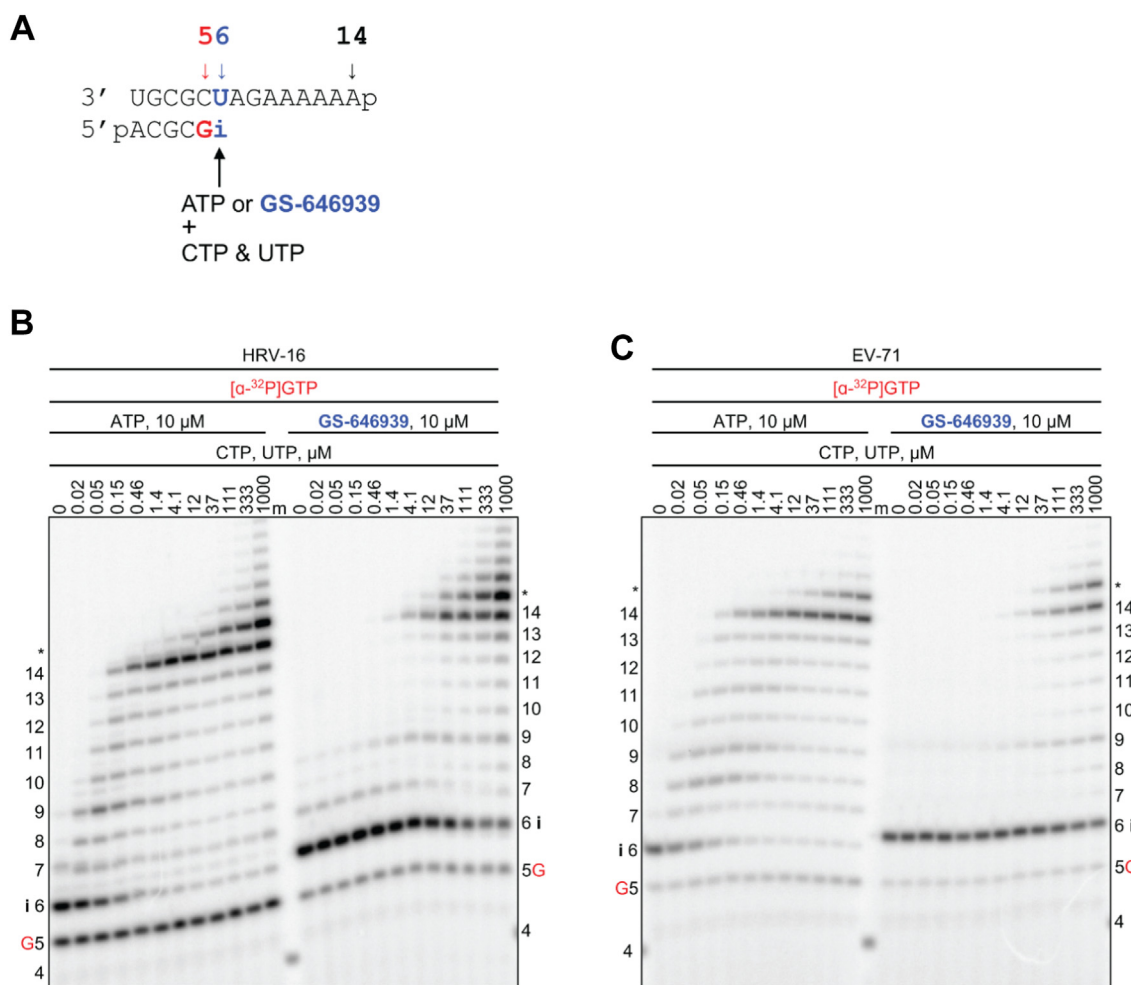 A
56 14
↓ ↓ ↓
3′ UGCGCUAGAAAAAAp
5′pACGCGi
ATP or GS-646939
+
CTP & UTP
B
HRV-16
[α-³²P]GTP
ATP, 10 µM GS-646939, 10 µM
CTP, UTP, µM
0 0.02 0.05 0.15 0.46 1.4 4.1 12 37 111 333 1000 m 0 0.02 0.05 0.15 0.46 1.4 4.1 12 37 111 333 1000
*
14
13
12
11
10
9
8
7
i 6
G5
4
*
14
13
12
11
10
9
8
7
6 i
5G
4
C
EV-71
[α-³²P]GTP
ATP, 10 µM GS-646939, 10 µM
CTP, UTP, µM
0 0.02 0.05 0.15 0.46 1.4 4.1 12 37 111 333 1000 m 0 0.02 0.05 0.15 0.46 1.4 4.1 12 37 111 333 1000
*
14
13
12
11
10
9
8
7
i 6
G5
4
*
14
13
12
11
10
9
8
7
6 i
5G
4